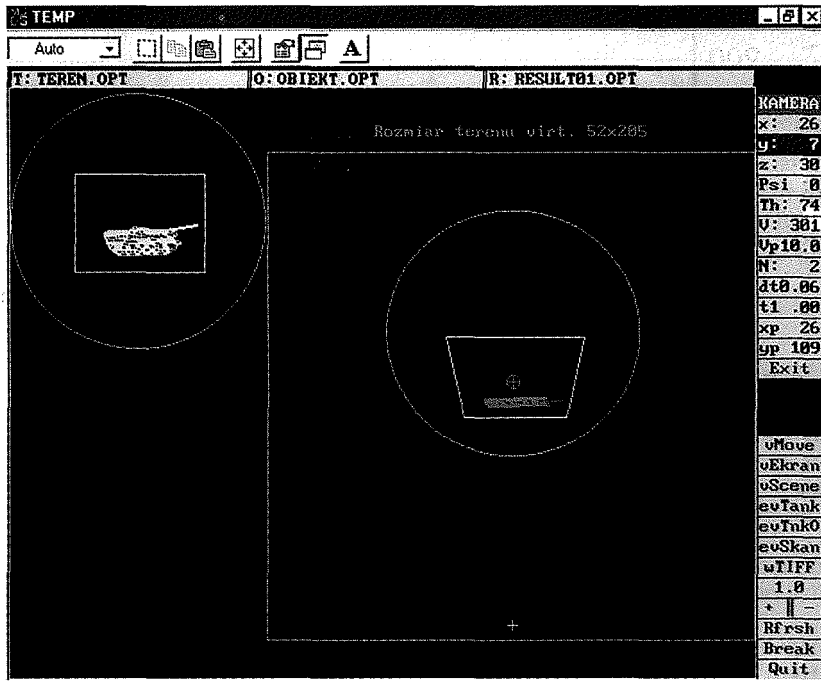 TEMP
Auto
A
T: TEREN.OPT
O: OBIEKT.OPT
R: RESULT01.OPT
Rozmiar terenu virt. 52x205
KAMERA
x: 26
y: 7
z: 30
Psi 0
Th: 74
V: 301
Vp10.0
N: 2
dt0.06
t1 .00
xp 26
yp 109
Exit
vMove
vEkran
vScene
evTank
evTnkO
evSkan
wTIFF
1.0
+ || -
Rfrsh
Break
Quit